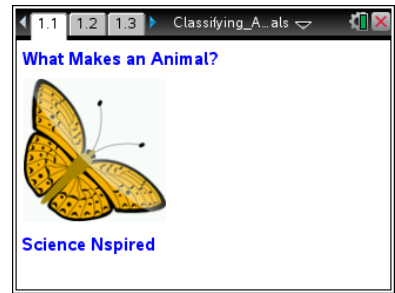 1.1 1.2 1.3 Classifying_A...als
What Makes an Animal?
Science Nspired